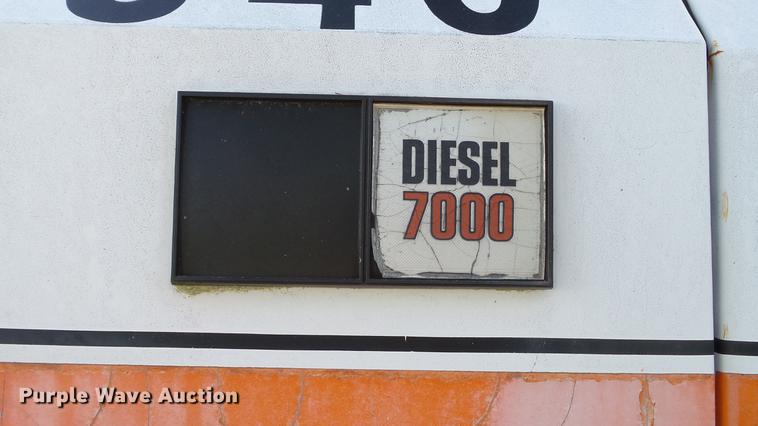 DIESEL
7000
Purple Wave Auction